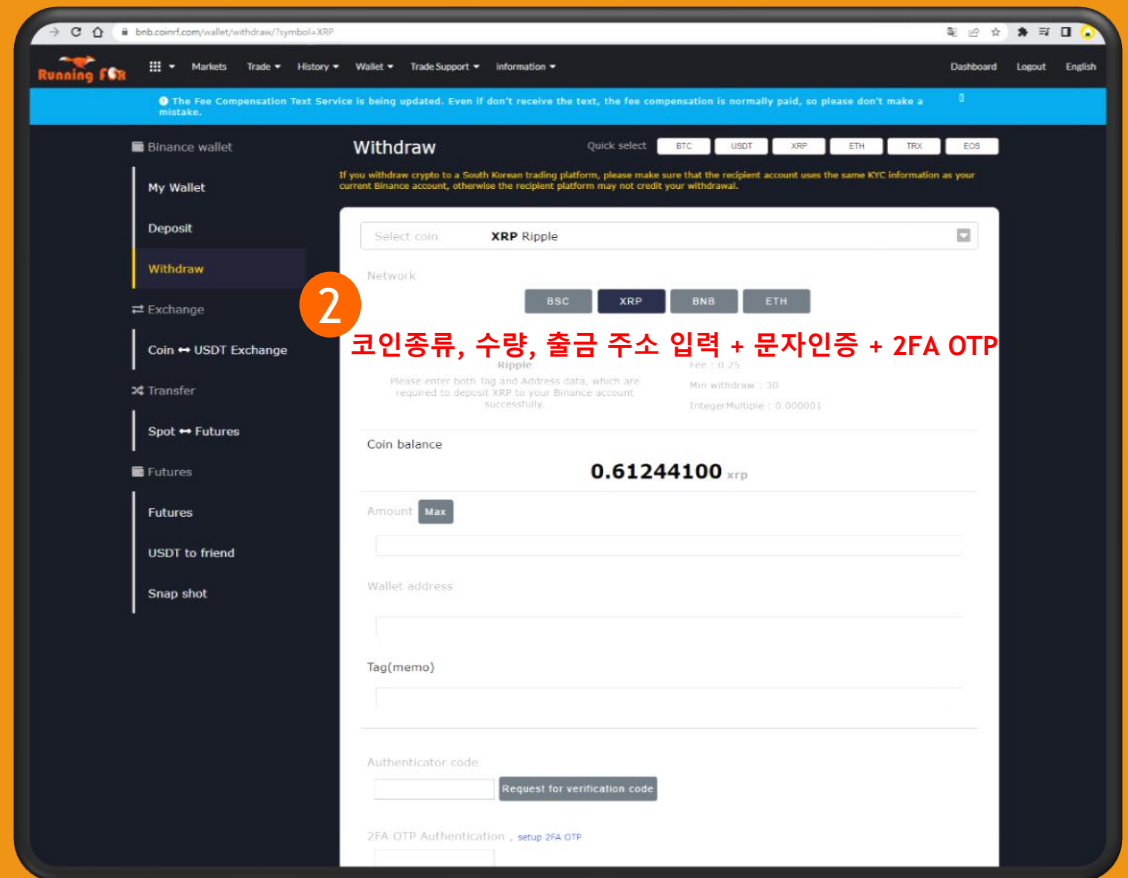 bnb.coinrf.com/wallet/withdraw/?symbol=XRP
Running FOX
Markets Trade History Wallet Trade Support information Dashboard Logout English
The Fee Compensation Text Service is being updated. Even if don't receive the text, the fee compensation is normally paid, so please don't make a
mistake.
Binance wallet
My Wallet
Deposit
Withdraw
Exchange
Coin ↔ USDT Exchange
Transfer
Spot ↔ Futures
Futures
Futures
USDT to friend
Snap shot
Withdraw
Quick select BTC USDT XRP ETH TRX EOS
If you withdraw crypto to a South Korean trading platform, please make sure that the recipient account uses the same KYC information as your
current Binance account, otherwise the recipient platform may not credit your withdrawal.
Select coin XRP Ripple
Network
BSC XRP BNB ETH
2
코인종류, 수량, 출금 주소 입력 + 문자인증 + 2FA OTP
Ripple
Please enter both Tag and Address data, which are
required to deposit XRP to your Binance account
successfully.
Fee : 0.25
Min withdraw : 30
IntegerMultiple : 0.000001
Coin balance
0.61244100 xrp
Amount Max
Wallet address
Tag(memo)
Authenticator code
Request for verification code
2FA OTP Authentication , setup 2FA OTP